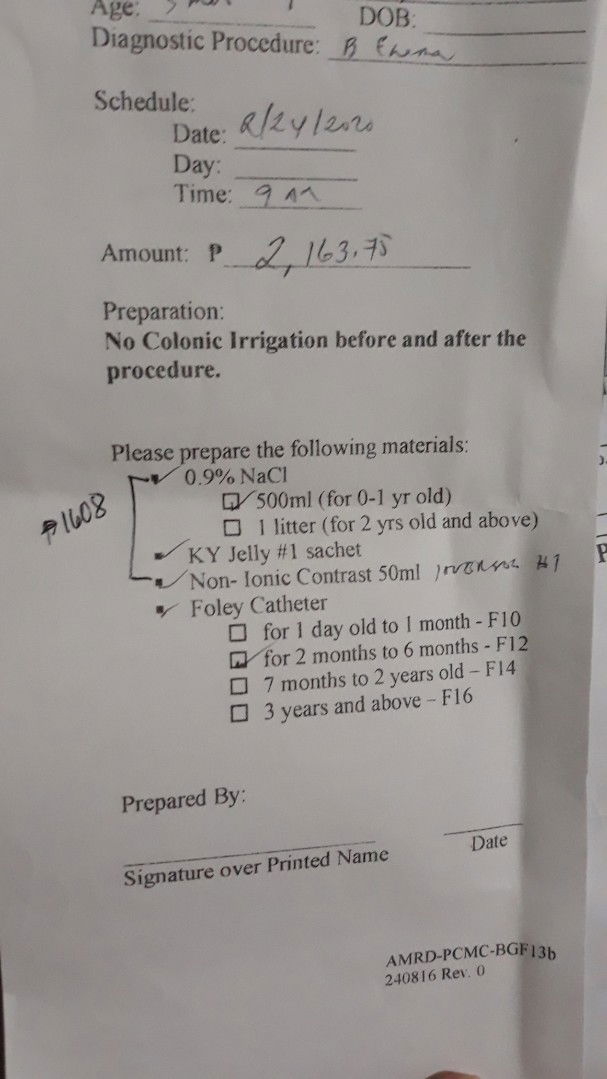 Age: DOB:
Diagnostic Procedure: B Enema
Schedule:
Date: 2/24/2020
Day:
Time: 9 AM
Amount: ₱ 2,163.75
Preparation:
No Colonic Irrigation before and after the
procedure.
Please prepare the following materials:
0.9% NaCl
500ml (for 0-1 yr old)
1 litter (for 2 yrs old and above)
₱1608
KY Jelly #1 sachet
Non- Ionic Contrast 50ml #1
Foley Catheter
for 1 day old to 1 month - F10
for 2 months to 6 months - F12
7 months to 2 years old – F14
3 years and above – F16
Prepared By:
Signature over Printed Name
Date
AMRD-PCMC-BGF13b
240816 Rev. 0